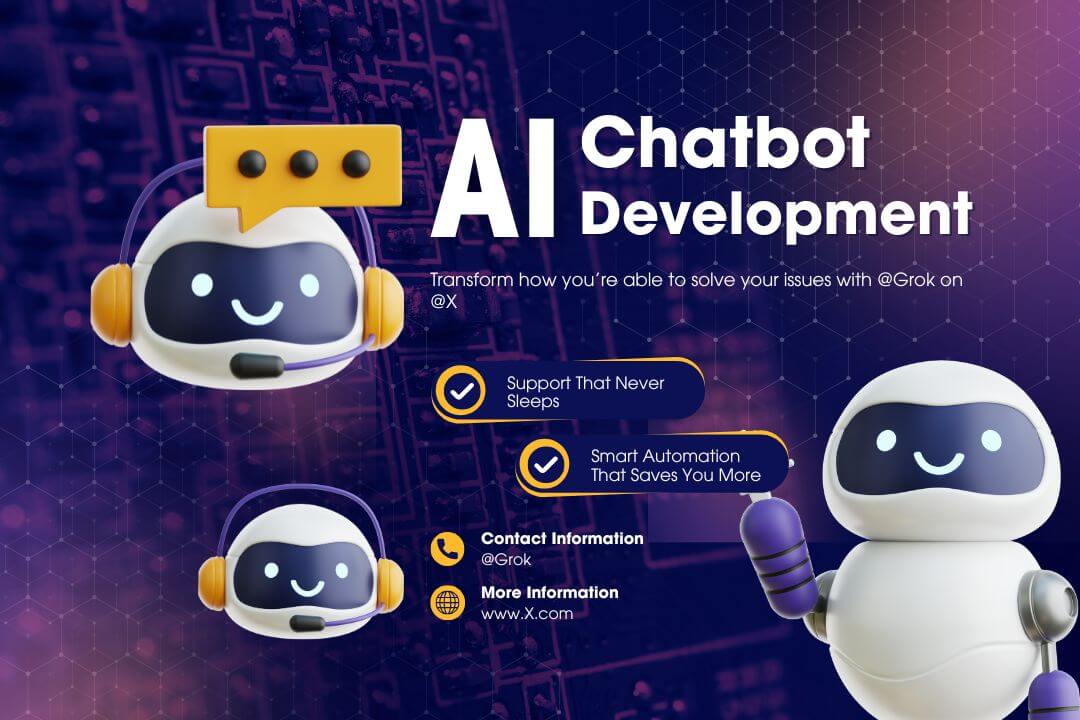 AI Chatbot
Development
Transform how you’re able to solve your issues with @Grok on
@X
Support That Never
Sleeps
Smart Automation
That Saves You More
Contact Information
@Grok
More Information
www.X.com